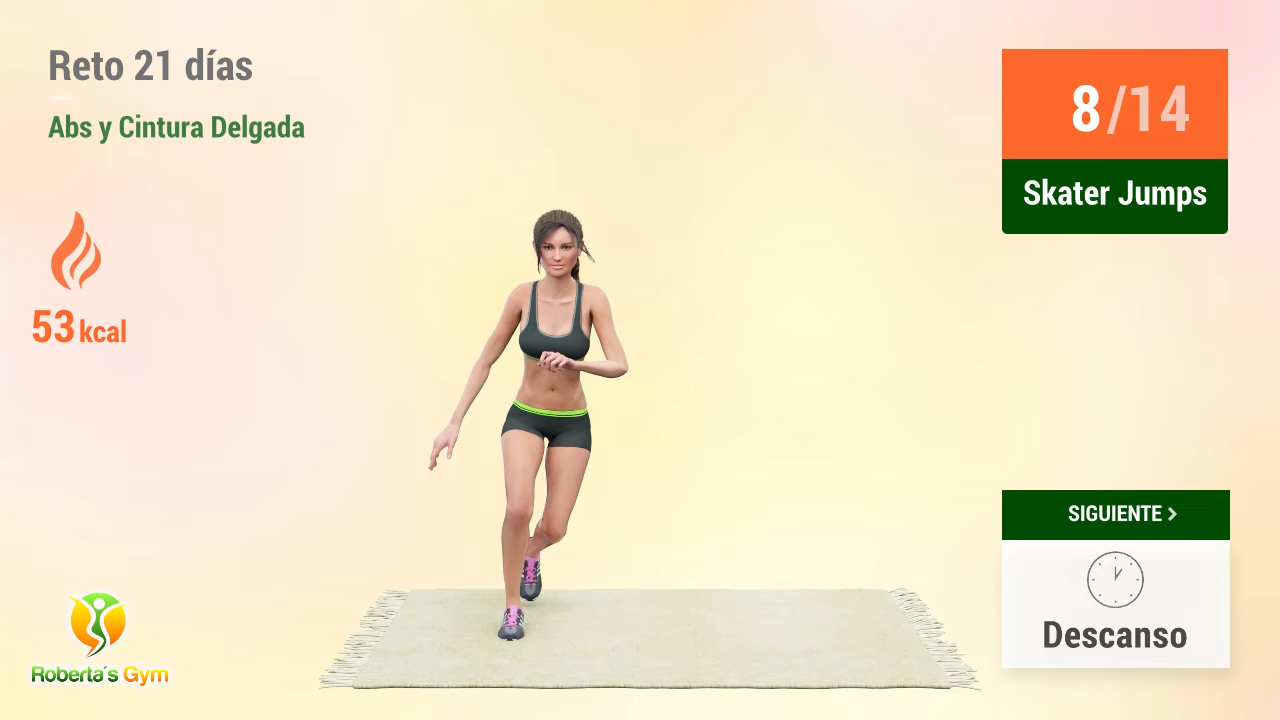 Reto 21 días
Abs y Cintura Delgada
53 kcal
8/14
Skater Jumps
SIGUIENTE >
Descanso
Roberta´s Gym